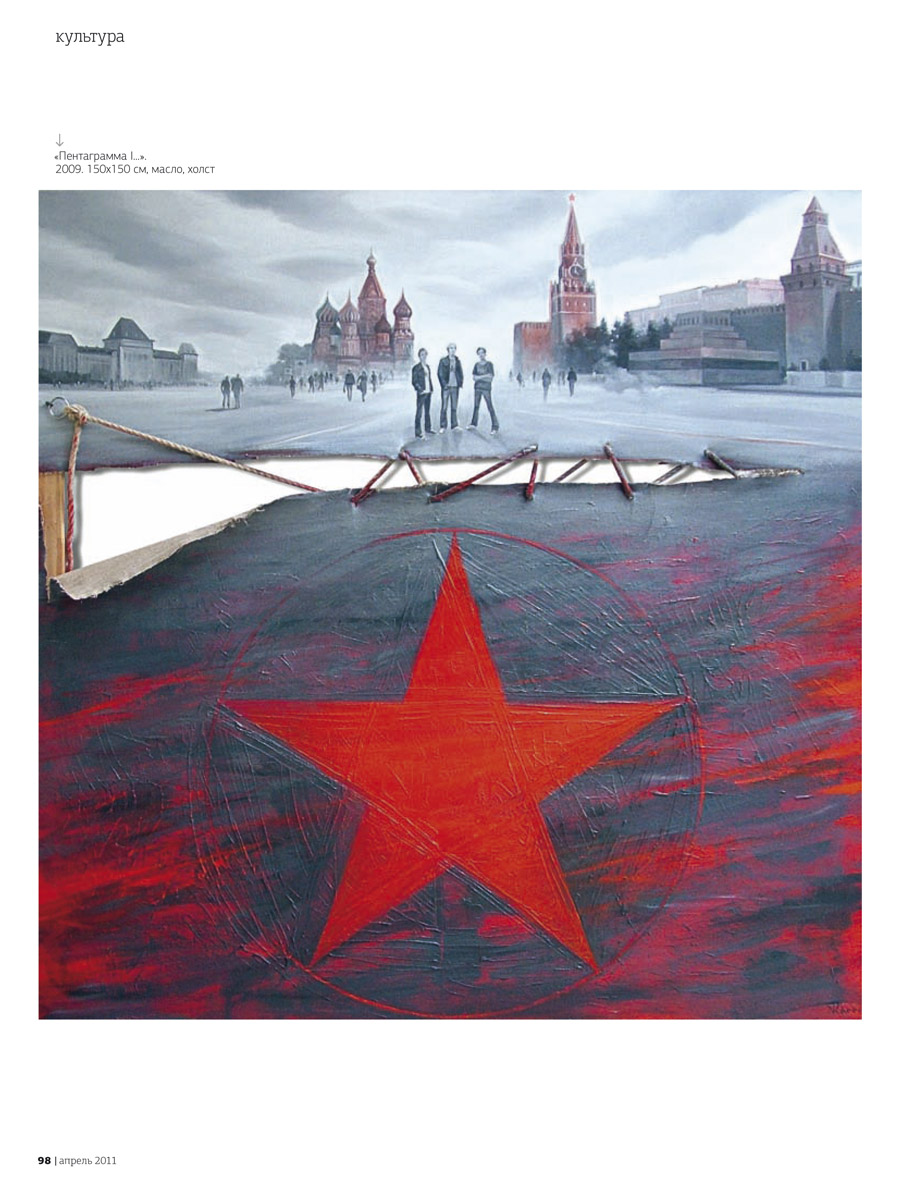 культура
↓
«Пентаграмма I...».
2009. 150x150 см, масло, холст
98 | апрель 2011